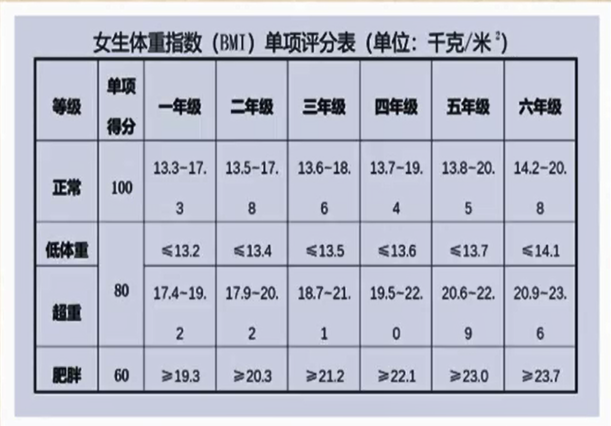 女生体重指数（BMI）单项评分表（单位：千克/米²）
等级 单项得分 一年级 二年级 三年级 四年级 五年级 六年级
正常 100 13.3~17.3 13.5~17.8 13.6~18.6 13.7~19.4 13.8~20.5 14.2~20.8
低体重 80 ≤13.2 ≤13.4 ≤13.5 ≤13.6 ≤13.7 ≤14.1
超重 17.4~19.2 17.9~20.2 18.7~21.1 19.5~22.0 20.6~22.9 20.9~23.6
肥胖 60 ≥19.3 ≥20.3 ≥21.2 ≥22.1 ≥23.0 ≥23.7